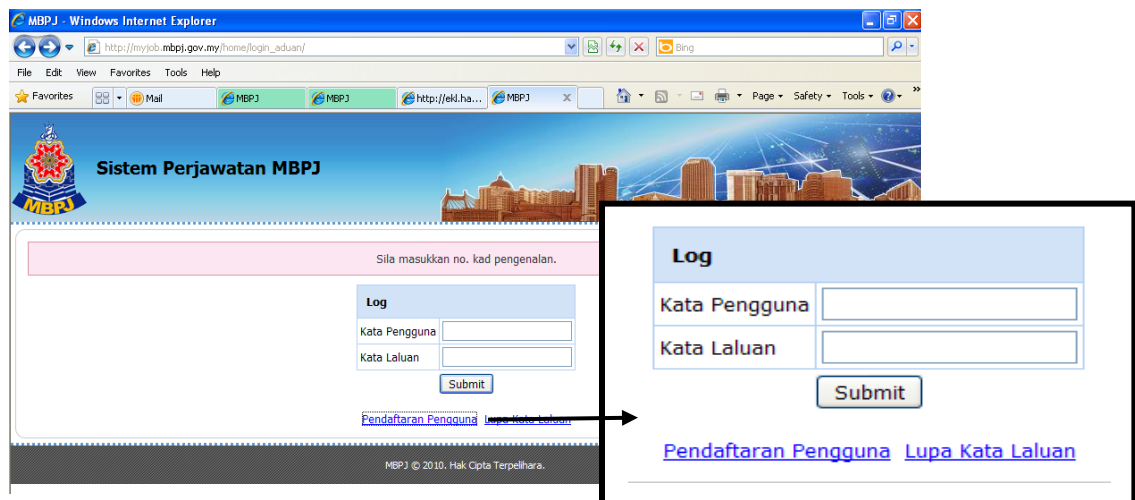 MBPJ - Windows Internet Explorer
http://myjob.mbpj.gov.my/home/login_aduan/
Bing
File Edit View Favorites Tools Help
Favorites Mail MBPJ MBPJ http://ekl.ha... MBPJ X Page Safety Tools »
MBPJ
Sistem Perjawatan MBPJ
Sila masukkan no. kad pengenalan.
Log
Kata Pengguna
Kata Laluan
Submit
Pendaftaran Pengguna Lupa Kata Laluan
MBPJ © 2010. Hak Cipta Terpelihara.
Log
Kata Pengguna
Kata Laluan
Submit
Pendaftaran Pengguna Lupa Kata Laluan